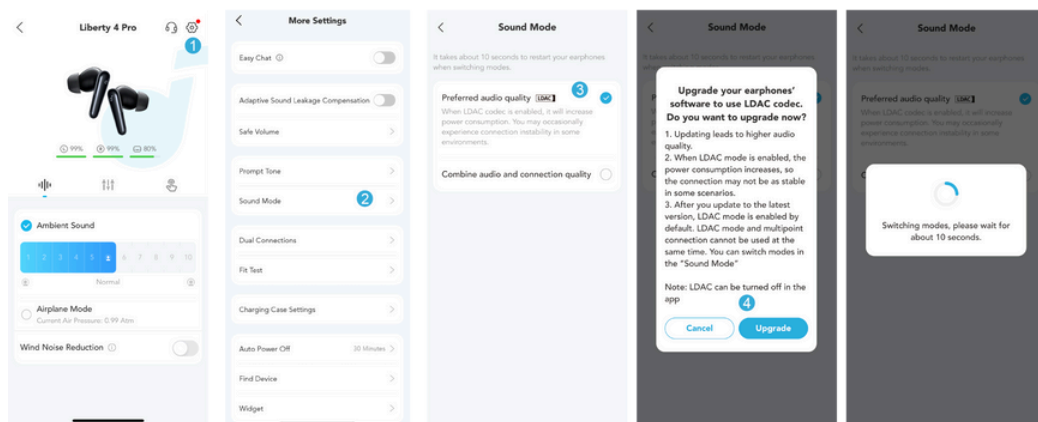 Liberty 4 Pro
1
99%
99%
80%
Ambient Sound
1 2 3 4 5 6 7 8 9 10
Normal
Airplane Mode
Current Air Pressure: 0.99 Atm
Wind Noise Reduction
More Settings
Easy Chat
Adaptive Sound Leakage Compensation
Safe Volume
Prompt Tone
Sound Mode
2
Dual Connections
Fit Test
Charging Case Settings
Auto Power Off 30 Minutes
Find Device
Widget
Sound Mode
It takes about 10 seconds to restart your earphones
when switching modes.
3
Preferred audio quality LDAC
When LDAC codec is enabled, it will increase
power consumption. You may occasionally
experience connection instability in some
environments.
Combine audio and connection quality
Sound Mode
It takes about 10 seconds to restart your earphones
Upgrade your earphones'
software to use LDAC codec.
Do you want to upgrade now?
1. Updating leads to higher audio
quality.
2. When LDAC mode is enabled, the
power consumption increases, so
the connection may not be as stable
in some scenarios.
3. After you update to the latest
version, LDAC mode is enabled by
default. LDAC mode and multipoint
connection cannot be used at the
same time. You can switch modes in
the "Sound Mode"
Note: LDAC can be turned off in the
app
4
Cancel
Upgrade
Sound Mode
It takes about 10 seconds to restart your earphones
when switching modes.
Preferred audio quality LDAC
When LDAC codec is enabled, it will increase
power consumption. You may occasionally
experience connection instability in some
environments.
Switching modes, please wait for
about 10 seconds.